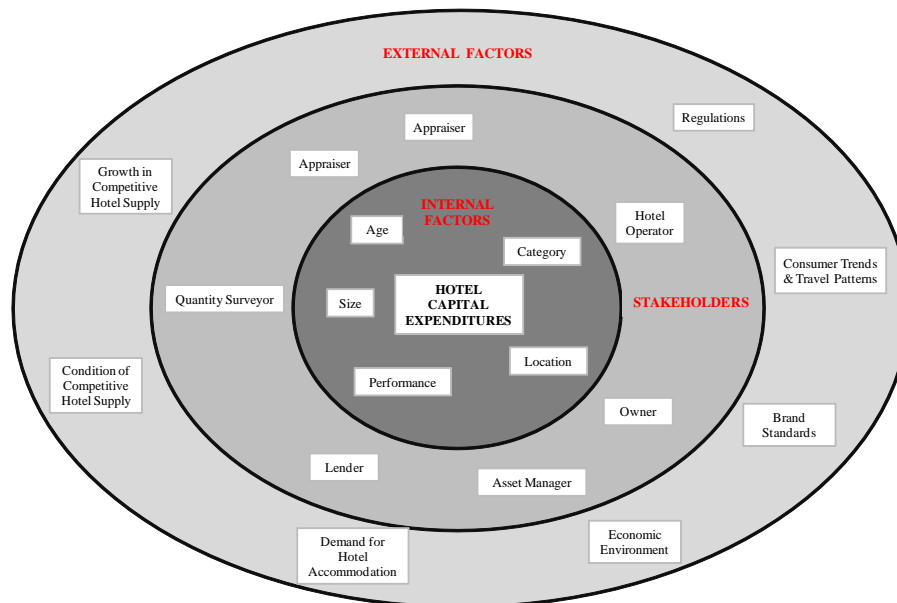 EXTERNAL FACTORS
Regulations
Appraiser
Appraiser
Growth in
Competitive
Hotel Supply
INTERNAL
FACTORS
Age
Hotel
Operator
Category
Consumer Trends
& Travel Patterns
Quantity Surveyor
Size
HOTEL
CAPITAL
EXPENDITURES
STAKEHOLDERS
Location
Condition of
Competitive
Hotel Supply
Performance
Owner
Brand
Standards
Lender
Asset Manager
Demand for
Hotel
Accommodation
Economic
Environment